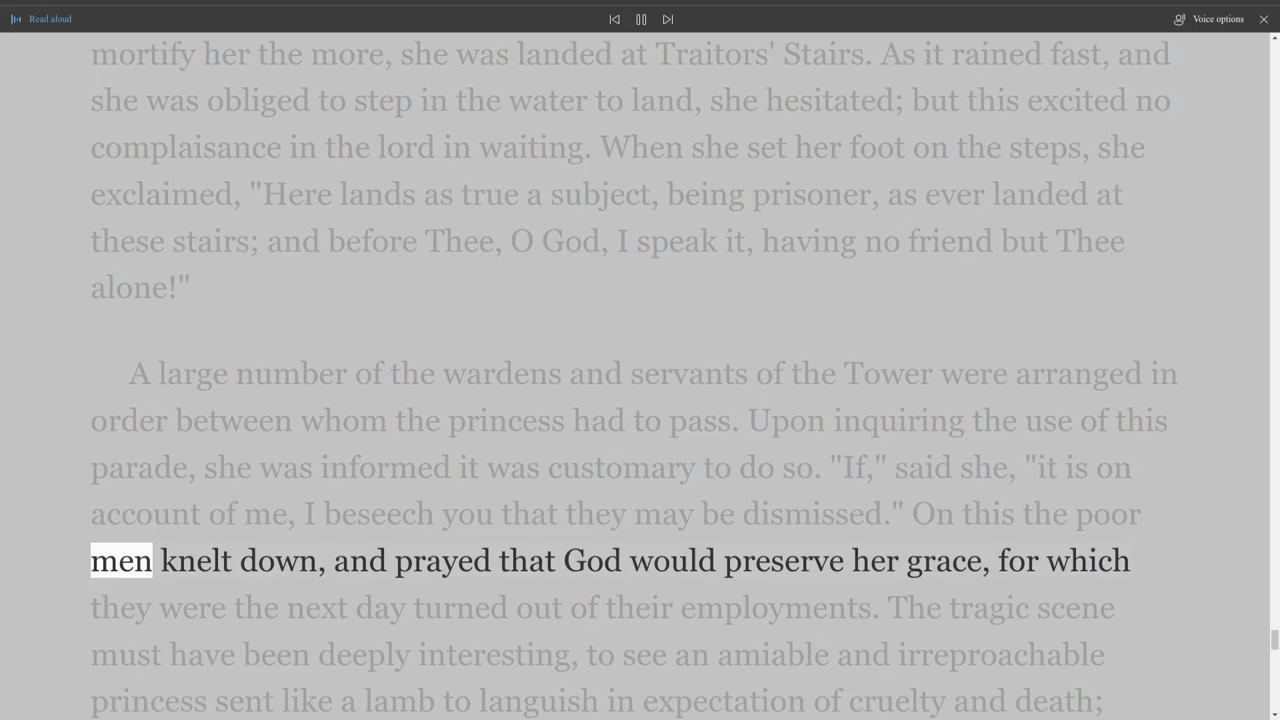 Read aloud
Voice options
mortify her the more, she was landed at Traitors' Stairs. As it rained fast, and
she was obliged to step in the water to land, she hesitated; but this excited no
complaisance in the lord in waiting. When she set her foot on the steps, she
exclaimed, "Here lands as true a subject, being prisoner, as ever landed at
these stairs; and before Thee, O God, I speak it, having no friend but Thee
alone!"
A large number of the wardens and servants of the Tower were arranged in
order between whom the princess had to pass. Upon inquiring the use of this
parade, she was informed it was customary to do so. "If," said she, "it is on
account of me, I beseech you that they may be dismissed." On this the poor
men knelt down, and prayed that God would preserve her grace, for which
they were the next day turned out of their employments. The tragic scene
must have been deeply interesting, to see an amiable and irreproachable
princess sent like a lamb to languish in expectation of cruelty and death;